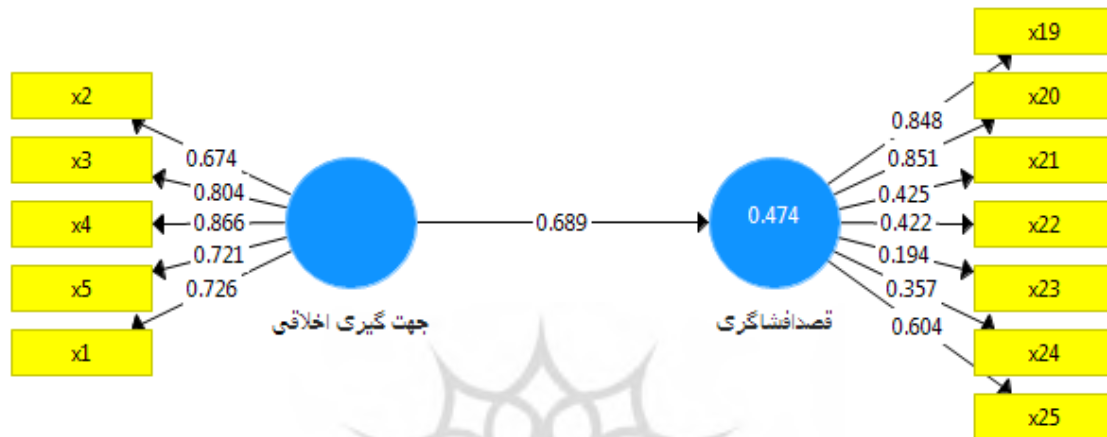 x2
x3
x4
x5
x1
0.674
0.804
0.866
0.721
0.726
جهت گیری اخلاقی
0.689
0.474
قصدافشاگری
0.848
0.851
0.425
0.422
0.194
0.357
0.604
x19
x20
x21
x22
x23
x24
x25